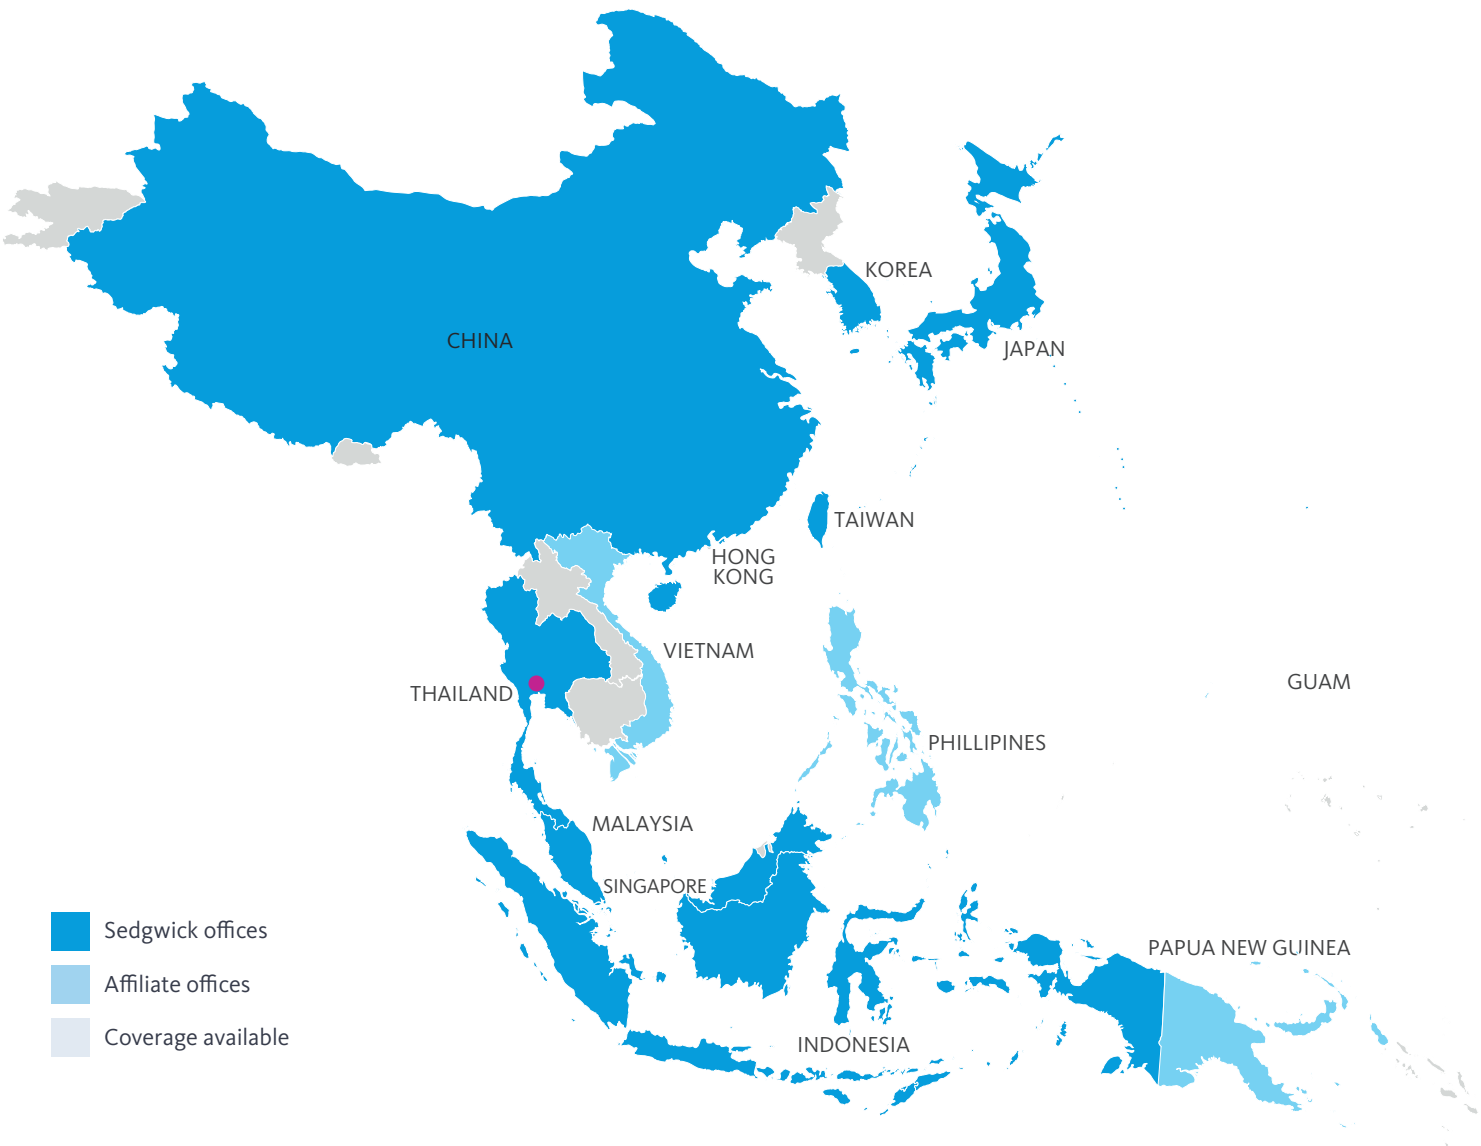 KOREA
CHINA
JAPAN
TAIWAN
HONG
KONG
VIETNAM
THAILAND
GUAM
PHILLIPINES
MALAYSIA
SINGAPORE
Sedgwick offices
PAPUA NEW GUINEA
Affiliate offices
Coverage available
INDONESIA